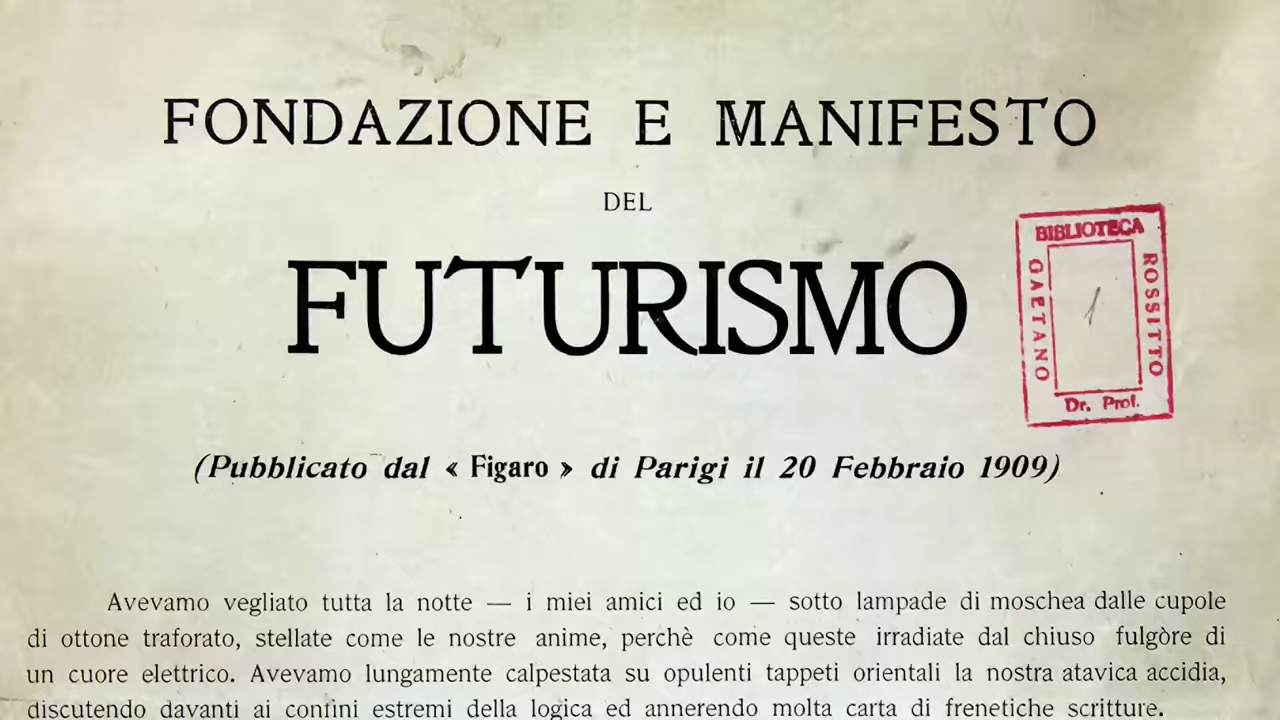 FONDAZIONE E MANIFESTO
DEL
FUTURISMO
BIBLIOTECA
GAETANO
1
ROSSITTO
Dr. Prof.
(Pubblicato dal « Figaro » di Parigi il 20 Febbraio 1909)
Avevamo vegliato tutta la notte — i miei amici ed io — sotto lampade di moschea dalle cupole
di ottone traforato, stellate come le nostre anime, perchè come queste irradiate dal chiuso fulgòre di
un cuore elettrico. Avevamo lungamente calpestata su opulenti tappeti orientali la nostra atavica accidia,
discutendo davanti ai confini estremi della logica ed annerendo molta carta di frenetiche scritture.